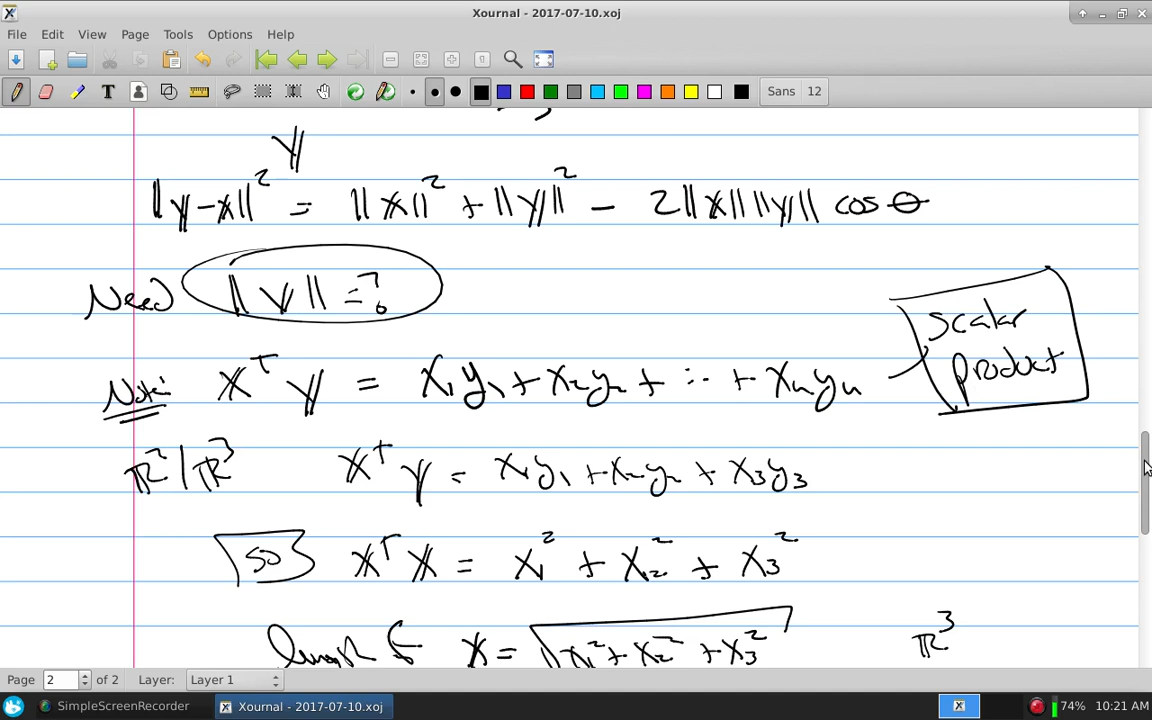 Xournal - 2017-07-10.xoj
File Edit View Page Tools Options Help
Sans 12
y
||y-x||² = ||x||² + ||y||² - 2||x|| ||y|| cos θ
Need ||v|| = ?
scalar
product
Note: xᵀy = x₁y₁ + x₂y₂ + ... + xₙyₙ
ℝ² | ℝ³ xᵀy = x₁y₁ + x₂y₂ + x₃y₃
so xᵀx = x₁² + x₂² + x₃²
length of x = √x₁² + x₂² + x₃² ℝ³
Page 2 of 2 Layer: Layer 1
SimpleScreenRecorder Xournal - 2017-07-10.xoj 74% 10:21 AM